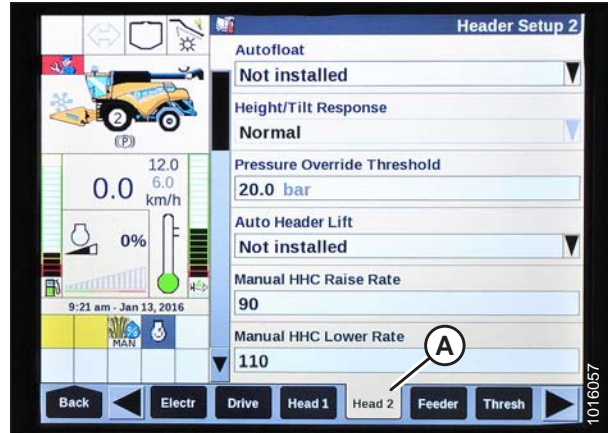 Header Setup 2
Autofloat
Not installed
Height/Tilt Response
Normal
Pressure Override Threshold
20.0 bar
Auto Header Lift
Not installed
Manual HHC Raise Rate
90
Manual HHC Lower Rate
110
2
(P)
12.0
6.0
0.0 km/h
0%
F
9:21 am - Jan 13, 2016
%
MAN
A
Back
Electr
Drive
Head 1
Head 2
Feeder
Thresh
1016057